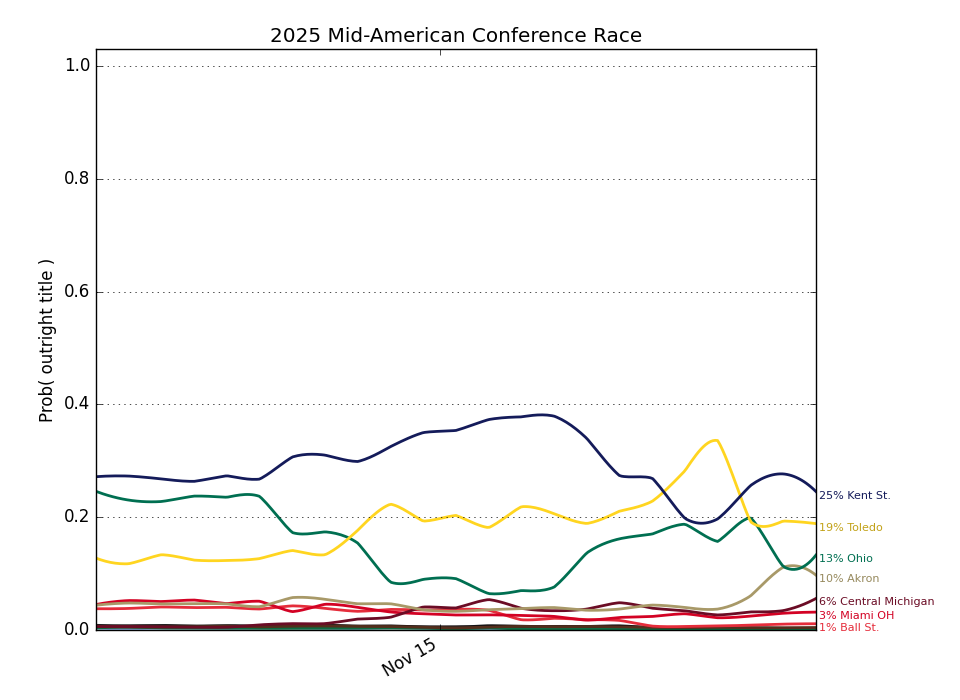 2025 Mid-American Conference Race
Prob( outright title )
1.0
0.8
0.6
0.4
0.2
0.0
Nov 15
25% Kent St.
19% Toledo
13% Ohio
10% Akron
6% Central Michigan
3% Miami OH
1% Ball St.